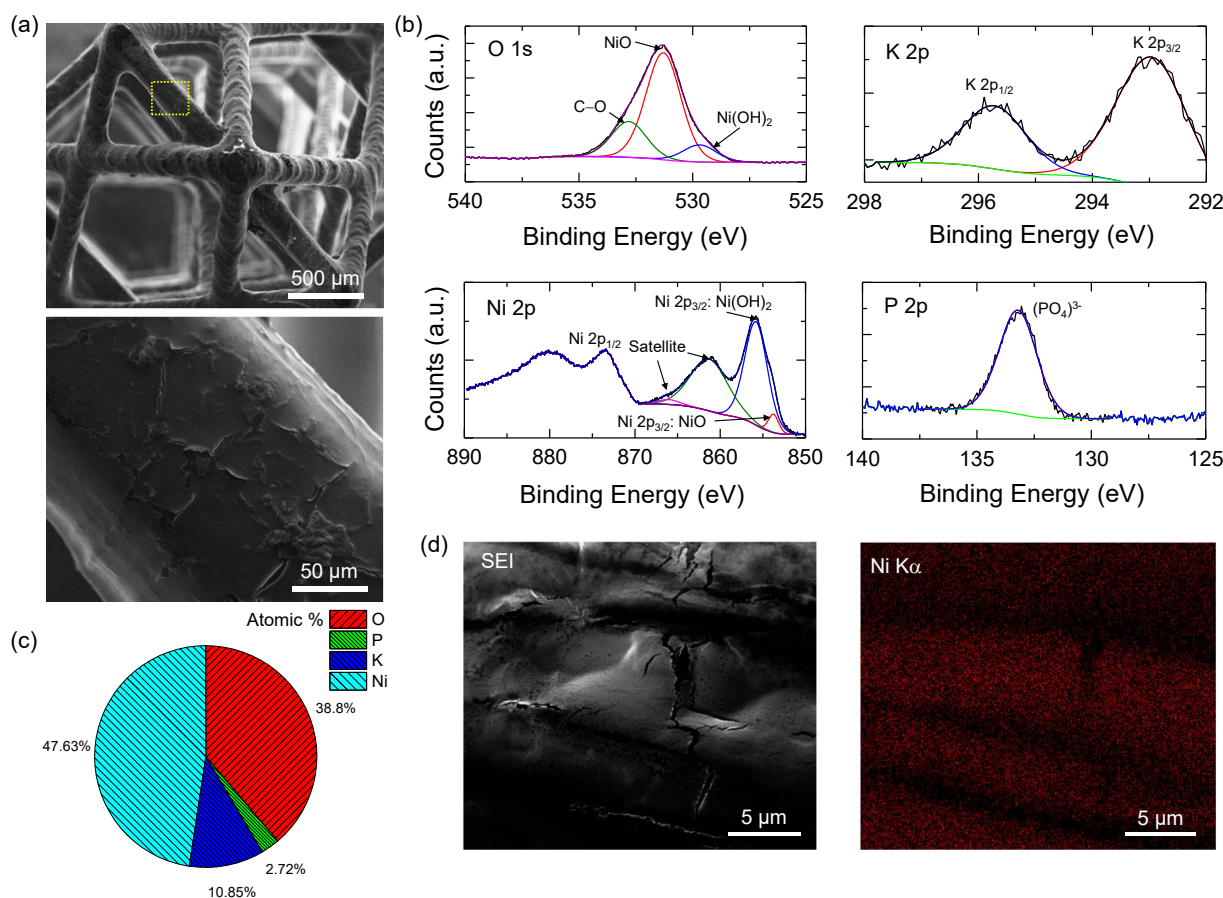 (a)
500 µm
50 µm
(b)
O 1s
NiO
C–O
Ni(OH)₂
Counts (a.u.)
540 535 530 525
Binding Energy (eV)
K 2p
K 2p₁/₂
K 2p₃/₂
298 296 294 292
Binding Energy (eV)
Ni 2p
Ni 2p₃/₂: Ni(OH)₂
Ni 2p₁/₂
Satellite
Ni 2p₃/₂: NiO
Counts (a.u.)
890 880 870 860 850
Binding Energy (eV)
P 2p
(PO₄)³⁻
140 135 130 125
Binding Energy (eV)
(c)
Atomic %
O
P
K
Ni
38.8%
47.63%
2.72%
10.85%
(d)
SEI
5 µm
Ni Kα
5 µm